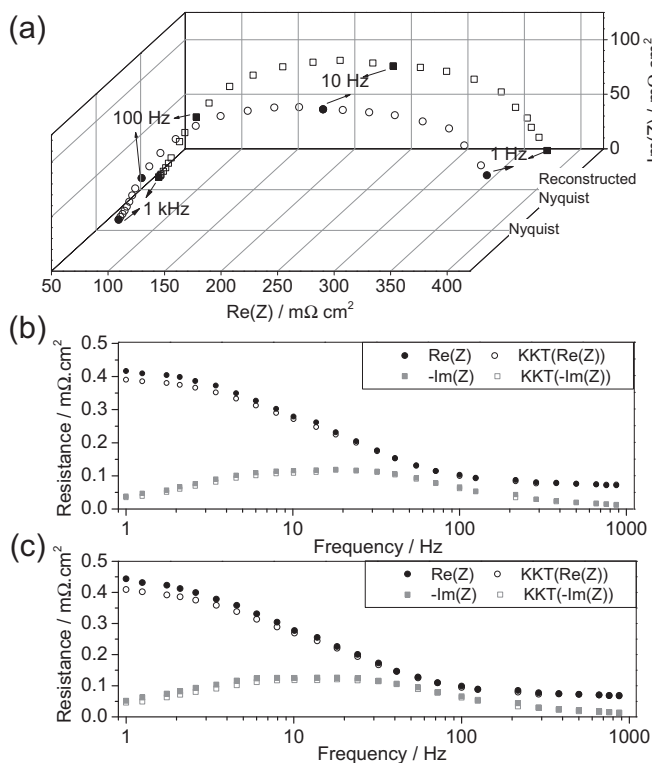 (a)
100
50
0
Im(Z) / mΩ cm²
10 Hz
100 Hz
1 Hz
1 kHz
Reconstructed
Nyquist
Nyquist
50 100 150 200 250 300 350 400
Re(Z) / mΩ cm²
(b)
0.5
0.4
0.3
0.2
0.1
0.0
Resistance / mΩ.cm²
Re(Z) KKT(Re(Z))
-Im(Z) KKT(-Im(Z))
1 10 100 1000
Frequency / Hz
(c)
0.5
0.4
0.3
0.2
0.1
0.0
Resistance / mΩ.cm²
Re(Z) KKT(Re(Z))
-Im(Z) KKT(-Im(Z))
1 10 100 1000
Frequency / Hz